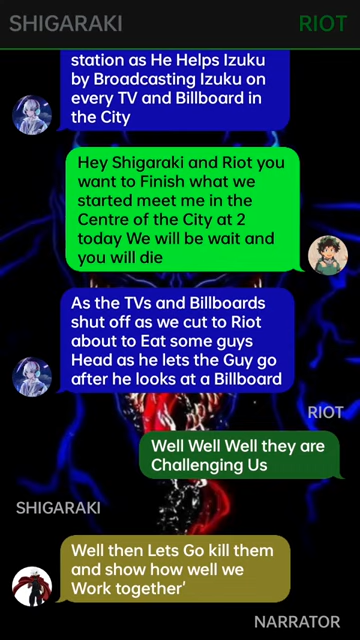 SHIGARAKI
RIOT
station as He Helps Izuku
by Broadcasting Izuku on
every TV and Billboard in
the City
Hey Shigaraki and Riot you
want to Finish what we
started meet me in the
Centre of the City at 2
today We will be wait and
you will die
As the TVs and Billboards
shut off as we cut to Riot
about to Eat some guys
Head as he lets the Guy go
after he looks at a Billboard
RIOT
Well Well Well they are
Challenging Us
SHIGARAKI
Well then Lets Go kill them
and show how well we
Work together'
NARRATOR